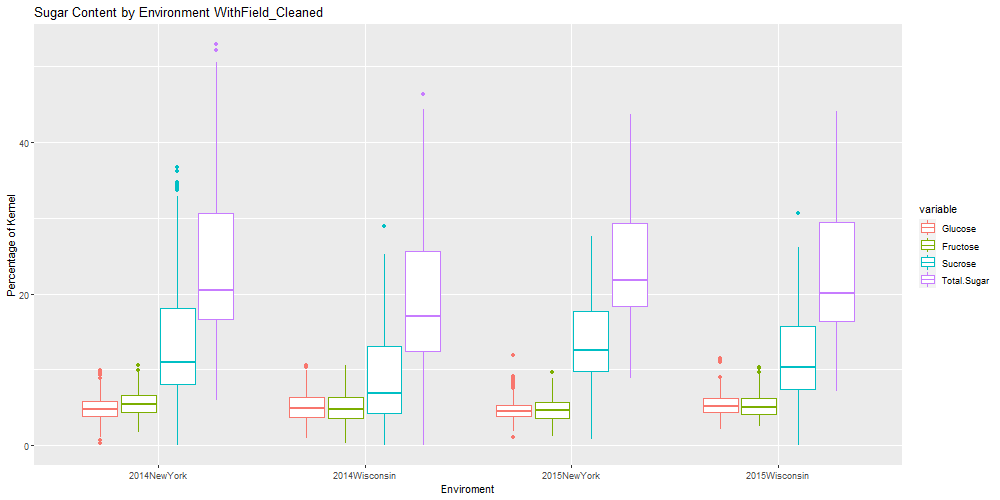 Sugar Content by Environment WithField_Cleaned
Percentage of Kernel
40
20
0
2014NewYork
2014Wisconsin
2015NewYork
2015Wisconsin
Enviroment
variable
Glucose
Fructose
Sucrose
Total.Sugar